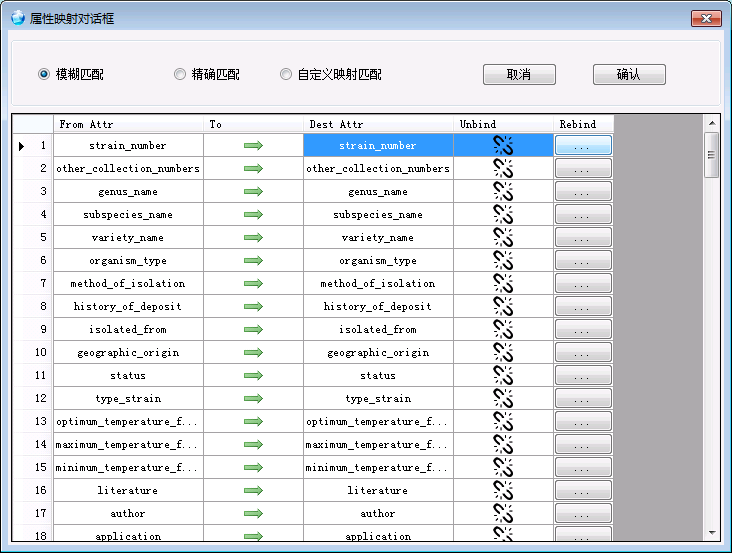 属性映射对话框
模糊匹配 精确匹配 自定义映射匹配 取消 确认
From Attr To Dest Attr Unbind Rebind
1 strain_number strain_number ...
2 other_collection_numbers other_collection_numbers ...
3 genus_name genus_name ...
4 subspecies_name subspecies_name ...
5 variety_name variety_name ...
6 organism_type organism_type ...
7 method_of_isolation method_of_isolation ...
8 history_of_deposit history_of_deposit ...
9 isolated_from isolated_from ...
10 geographic_origin geographic_origin ...
11 status status ...
12 type_strain type_strain ...
13 optimum_temperature_f... optimum_temperature_f... ...
14 maximum_temperature_f... maximum_temperature_f... ...
15 minimum_temperature_f... minimum_temperature_f... ...
16 literature literature ...
17 author author ...
18 application application ...